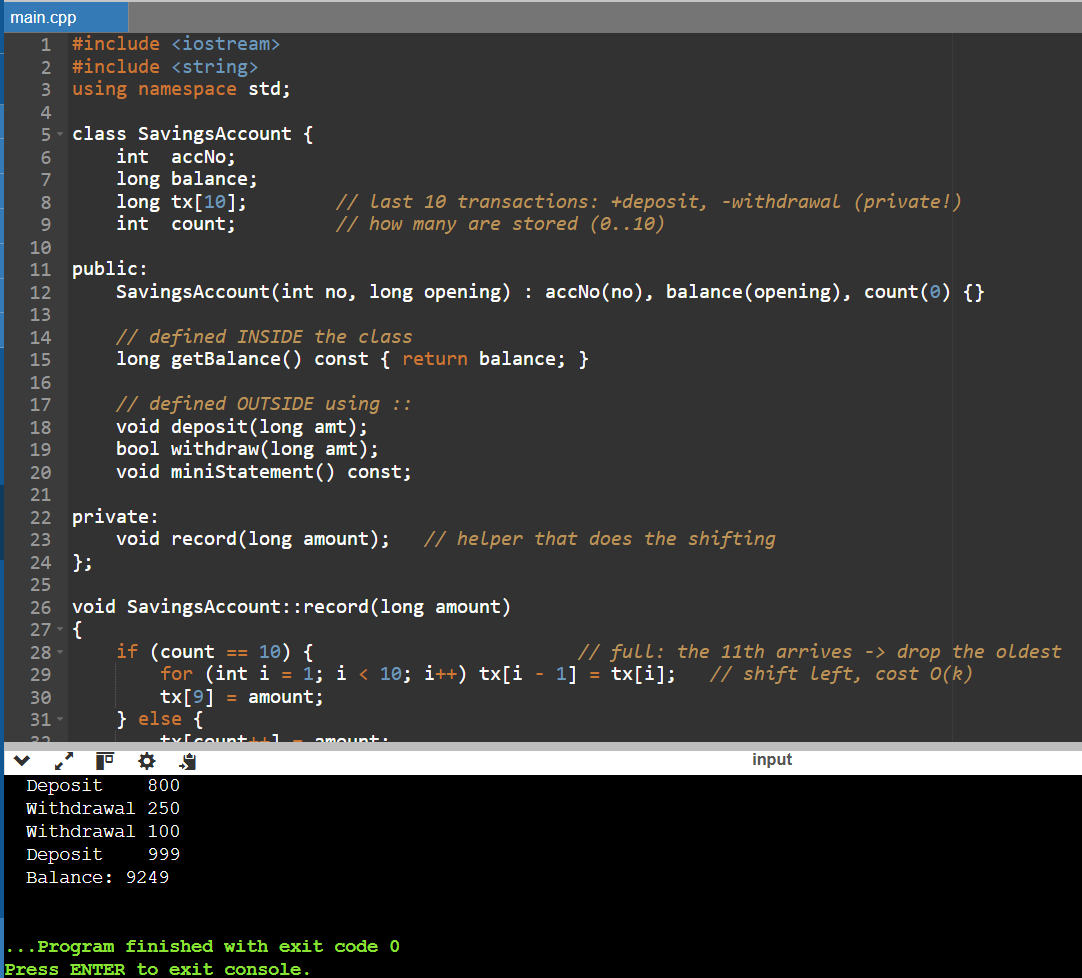 main.cpp
1 #include <iostream>
2 #include <string>
3 using namespace std;
4
5 class SavingsAccount {
6     int  accNo;
7     long balance;
8     long tx[10];        // last 10 transactions: +deposit, -withdrawal (private!)
9     int  count;         // how many are stored (0..10)
10
11 public:
12     SavingsAccount(int no, long opening) : accNo(no), balance(opening), count(0) {}
13
14     // defined INSIDE the class
15     long getBalance() const { return balance; }
16
17     // defined OUTSIDE using ::
18     void deposit(long amt);
19     bool withdraw(long amt);
20     void miniStatement() const;
21
22 private:
23     void record(long amount);   // helper that does the shifting
24 };
25
26 void SavingsAccount::record(long amount)
27 {
28     if (count == 10) {                        // full: the 11th arrives -> drop the oldest
29         for (int i = 1; i < 10; i++) tx[i - 1] = tx[i];   // shift left, cost O(k)
30         tx[9] = amount;
31     } else {
32         tx[count++] = amount;
input
Deposit    800
Withdrawal 250
Withdrawal 100
Deposit    999
Balance: 9249
...Program finished with exit code 0
Press ENTER to exit console.